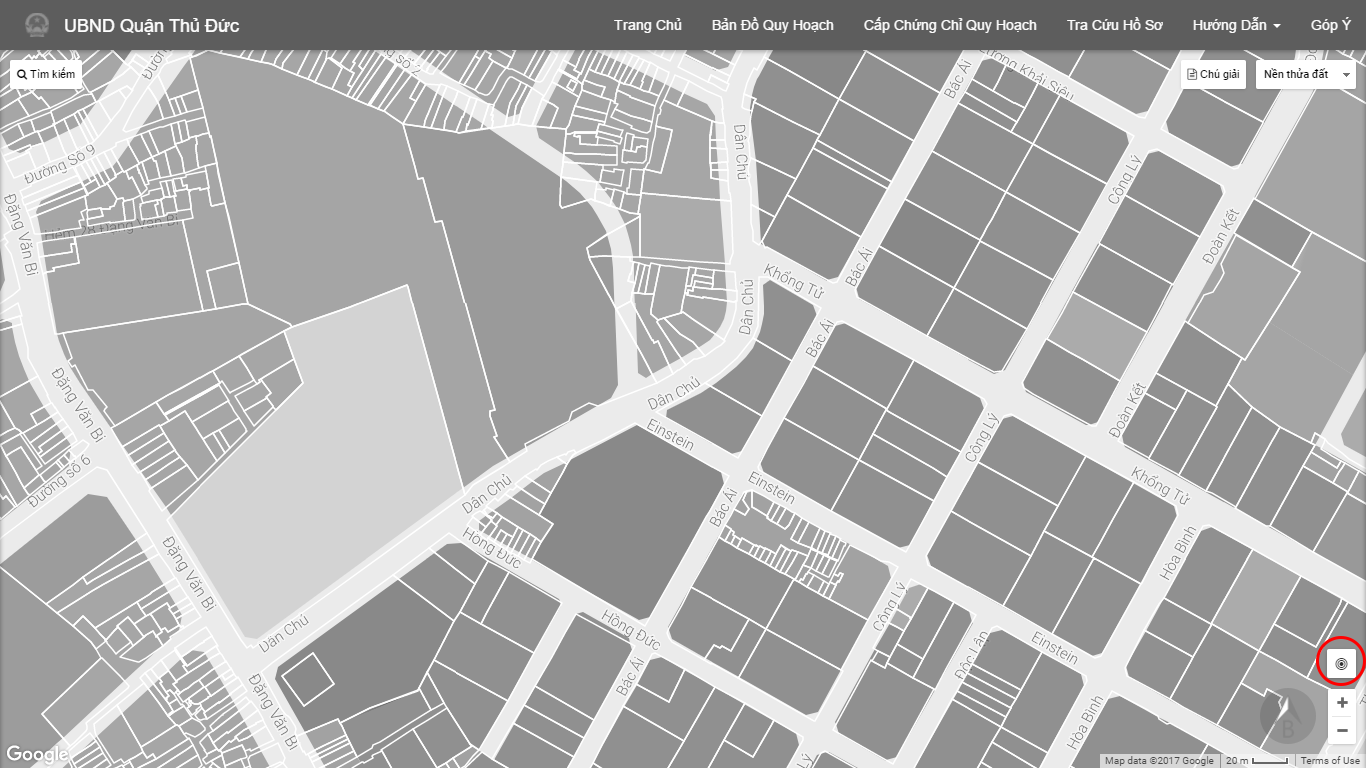 UBND Quận Thủ Đức
Trang Chủ
Bản Đồ Quy Hoạch
Cấp Chứng Chỉ Quy Hoạch
Tra Cứu Hồ Sơ
Hướng Dẫn
Góp Ý
Tìm kiếm
Chú giải
Nền thửa đất
số 2
Bác Ái
Dân Chủ
Đường Số 9
Công Lý
Đặng Văn Bi
Hẻm 28 Đặng Văn Bi
Đoàn Kết
Bác Ái
Khổng Tử
Dân Chủ
Bác Ái
Đặng Văn Bi
Dân Chủ
Đoàn Kết
Einstein
Công Lý
Đường số 6
Dân Chủ
Einstein
Khổng Tử
Bác Ái
Hồng Đức
Hòa Bình
Đặng Văn Bi
Công Lý
Dân Chủ
Hồng Đức
Einstein
Độc Lập
Bác Ái
Đặng Văn Bi
Hòa Bình
B
+
−
Google
Map data ©2017 Google
20 m
Terms of Use